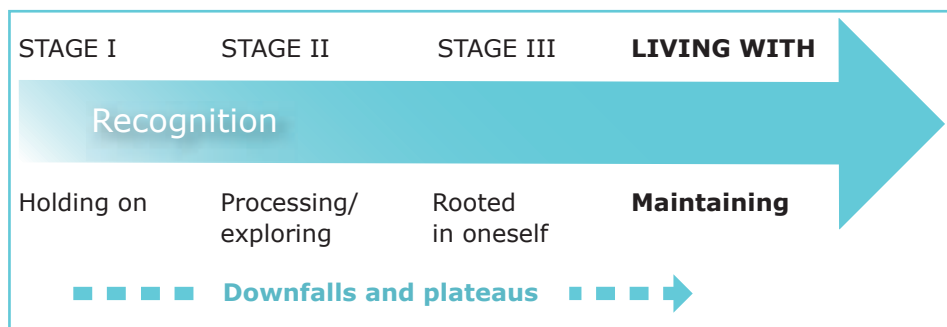 STAGE I STAGE II STAGE III LIVING WITH
Recognition
Holding on Processing/ Rooted Maintaining
exploring in oneself
Downfalls and plateaus